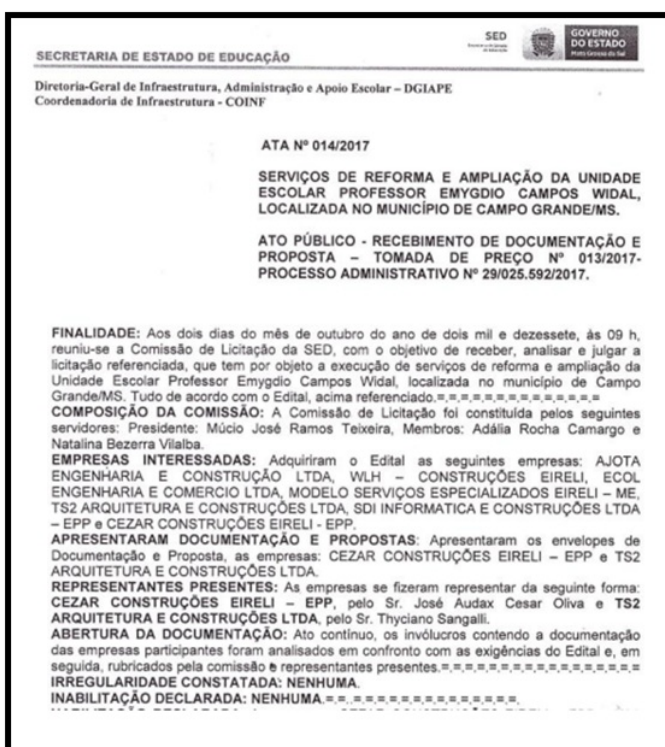 SED
GOVERNO
DO ESTADO
Mato Grosso do Sul
SECRETARIA DE ESTADO DE EDUCAÇÃO
Diretoria-Geral de Infraestrutura, Administração e Apoio Escolar – DGIAPE
Coordenadoria de Infraestrutura - COINF
ATA Nº 014/2017
SERVIÇOS DE REFORMA E AMPLIAÇÃO DA UNIDADE
ESCOLAR PROFESSOR EMYGDIO CAMPOS WIDAL,
LOCALIZADA NO MUNICÍPIO DE CAMPO GRANDE/MS.
ATO PÚBLICO - RECEBIMENTO DE DOCUMENTAÇÃO E
PROPOSTA – TOMADA DE PREÇO Nº 013/2017-
PROCESSO ADMINISTRATIVO Nº 29/025.592/2017.
FINALIDADE: Aos dois dias do mês de outubro do ano de dois mil e dezessete, às 09 h,
reuniu-se a Comissão de Licitação da SED, com o objetivo de receber, analisar e julgar a
licitação referenciada, que tem por objeto a execução de serviços de reforma e ampliação da
Unidade Escolar Professor Emygdio Campos Widal, localizada no município de Campo
Grande/MS. Tudo de acordo com o Edital, acima referenciado.=.=.=.=.=.=.=.=.=.=.=.=.=.=.=
COMPOSIÇÃO DA COMISSÃO: A Comissão de Licitação foi constituída pelos seguintes
servidores: Presidente: Múcio José Ramos Teixeira, Membros: Adália Rocha Camargo e
Natalina Bezerra Vilalba.
EMPRESAS INTERESSADAS: Adquiriram o Edital as seguintes empresas: AJOTA
ENGENHARIA E CONSTRUÇÃO LTDA, WLH – CONSTRUÇÕES EIRELI, ECOL
ENGENHARIA E COMERCIO LTDA, MODELO SERVIÇOS ESPECIALIZADOS EIRELI – ME,
TS2 ARQUITETURA E CONSTRUÇÕES LTDA, SDI INFORMATICA E CONSTRUÇÕES LTDA
– EPP e CEZAR CONSTRUÇÕES EIRELI - EPP.
APRESENTARAM DOCUMENTAÇÃO E PROPOSTAS: Apresentaram os envelopes de
Documentação e Proposta, as empresas: CEZAR CONSTRUÇÕES EIRELI – EPP e TS2
ARQUITETURA E CONSTRUÇÕES LTDA.
REPRESENTANTES PRESENTES: As empresas se fizeram representar da seguinte forma:
CEZAR CONSTRUÇÕES EIRELI – EPP, pelo Sr. José Audax Cesar Oliva e TS2
ARQUITETURA E CONSTRUÇÕES LTDA, pelo Sr. Thyciano Sangalli.
ABERTURA DA DOCUMENTAÇÃO: Ato contínuo, os invólucros contendo a documentação
das empresas participantes foram analisados em confronto com as exigências do Edital e, em
seguida, rubricados pela comissão e representantes presentes.=.=.=.=.=.=.=.=.=.=.=.=.=.=.=.=.=
IRREGULARIDADE CONSTATADA: NENHUMA.
INABILITAÇÃO DECLARADA: NENHUMA.=.=..=.=.=.=.=.=.=.=.=.=.=.=.=.